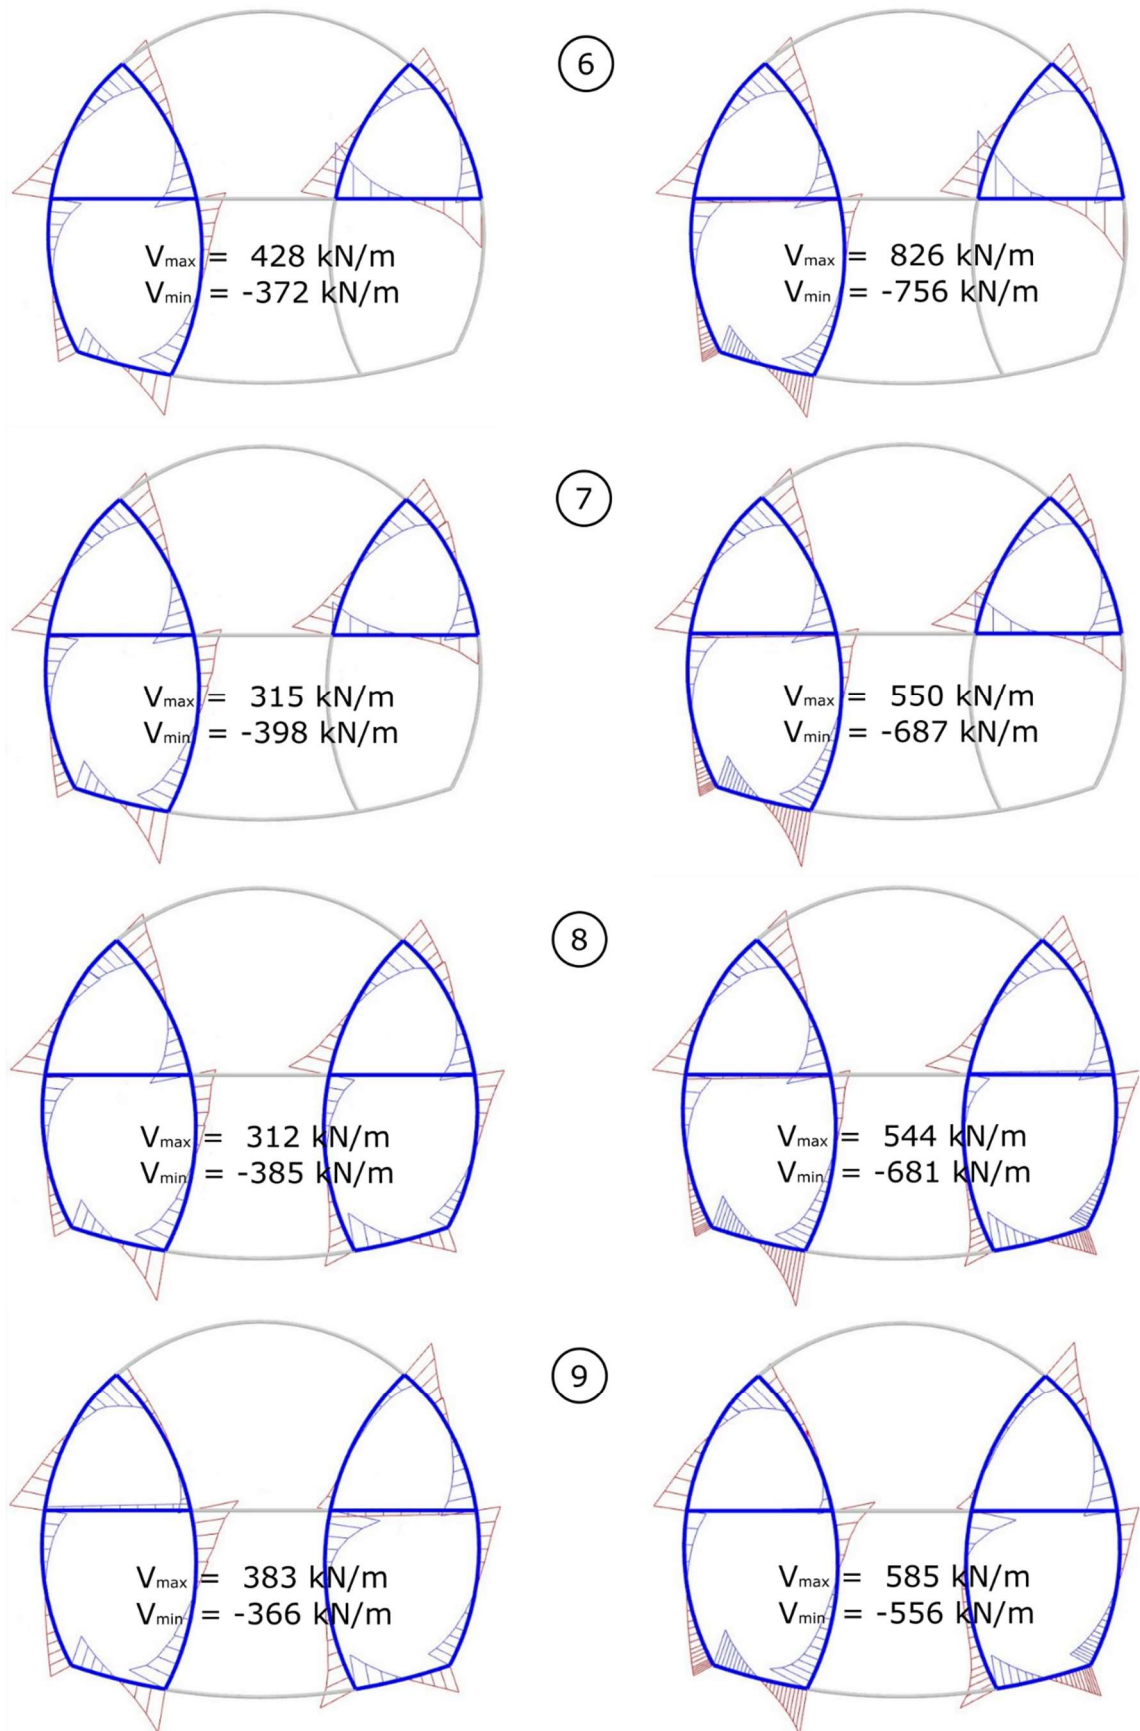 6
Vmax = 428 kN/m
Vmin = -372 kN/m
Vmax = 826 kN/m
Vmin = -756 kN/m
7
Vmax = 315 kN/m
Vmin = -398 kN/m
Vmax = 550 kN/m
Vmin = -687 kN/m
8
Vmax = 312 kN/m
Vmin = -385 kN/m
Vmax = 544 kN/m
Vmin = -681 kN/m
9
Vmax = 383 kN/m
Vmin = -366 kN/m
Vmax = 585 kN/m
Vmin = -556 kN/m